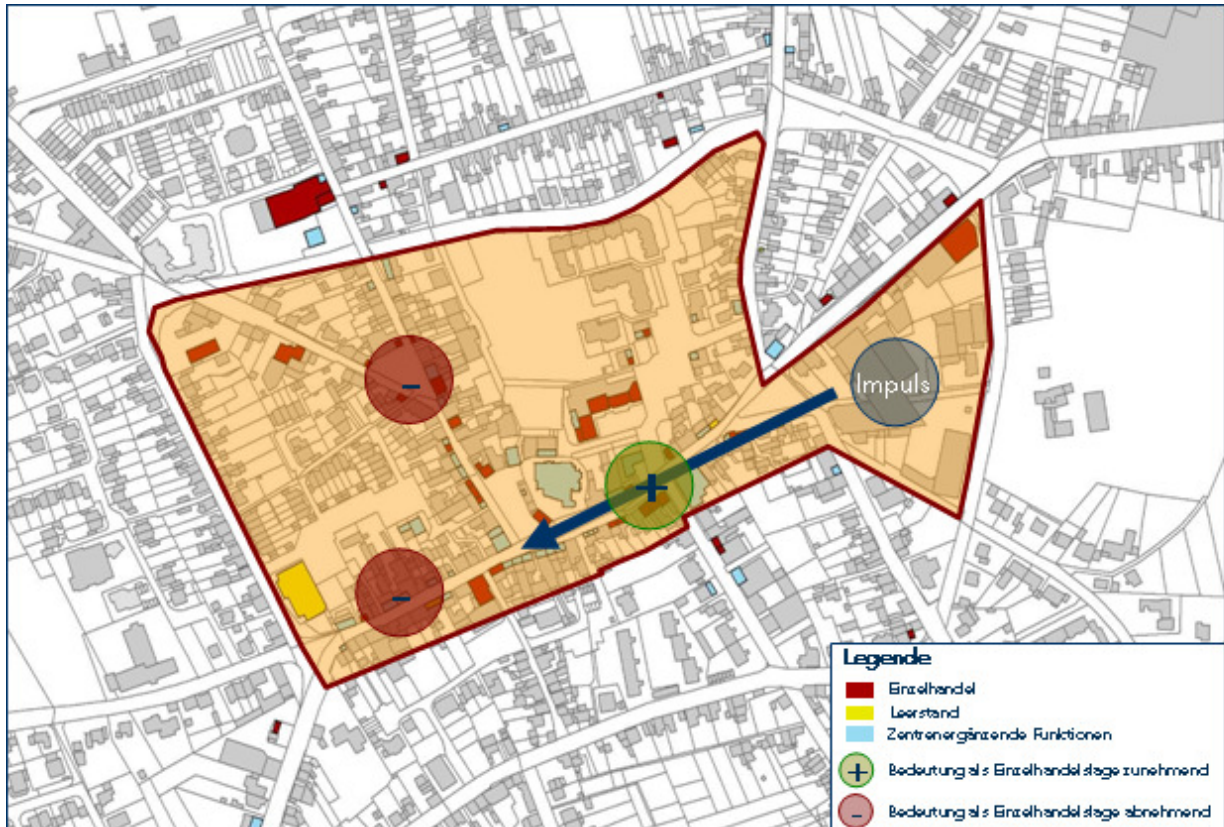 Impuls
-
+
-
Legende
Einzelhandel
Leerstand
Zentrenergänzende Funktionen
+ Bedeutung als Einzelhandelslage zunehmend
- Bedeutung als Einzelhandelslage abnehmend